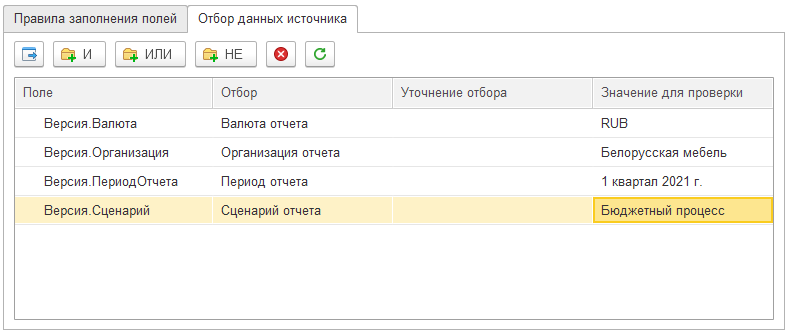 Правила заполнения полей Отбор данных источника
И ИЛИ НЕ
Поле Отбор Уточнение отбора Значение для проверки
Версия.Валюта Валюта отчета RUB
Версия.Организация Организация отчета Белорусская мебель
Версия.ПериодОтчета Период отчета 1 квартал 2021 г.
Версия.Сценарий Сценарий отчета Бюджетный процесс